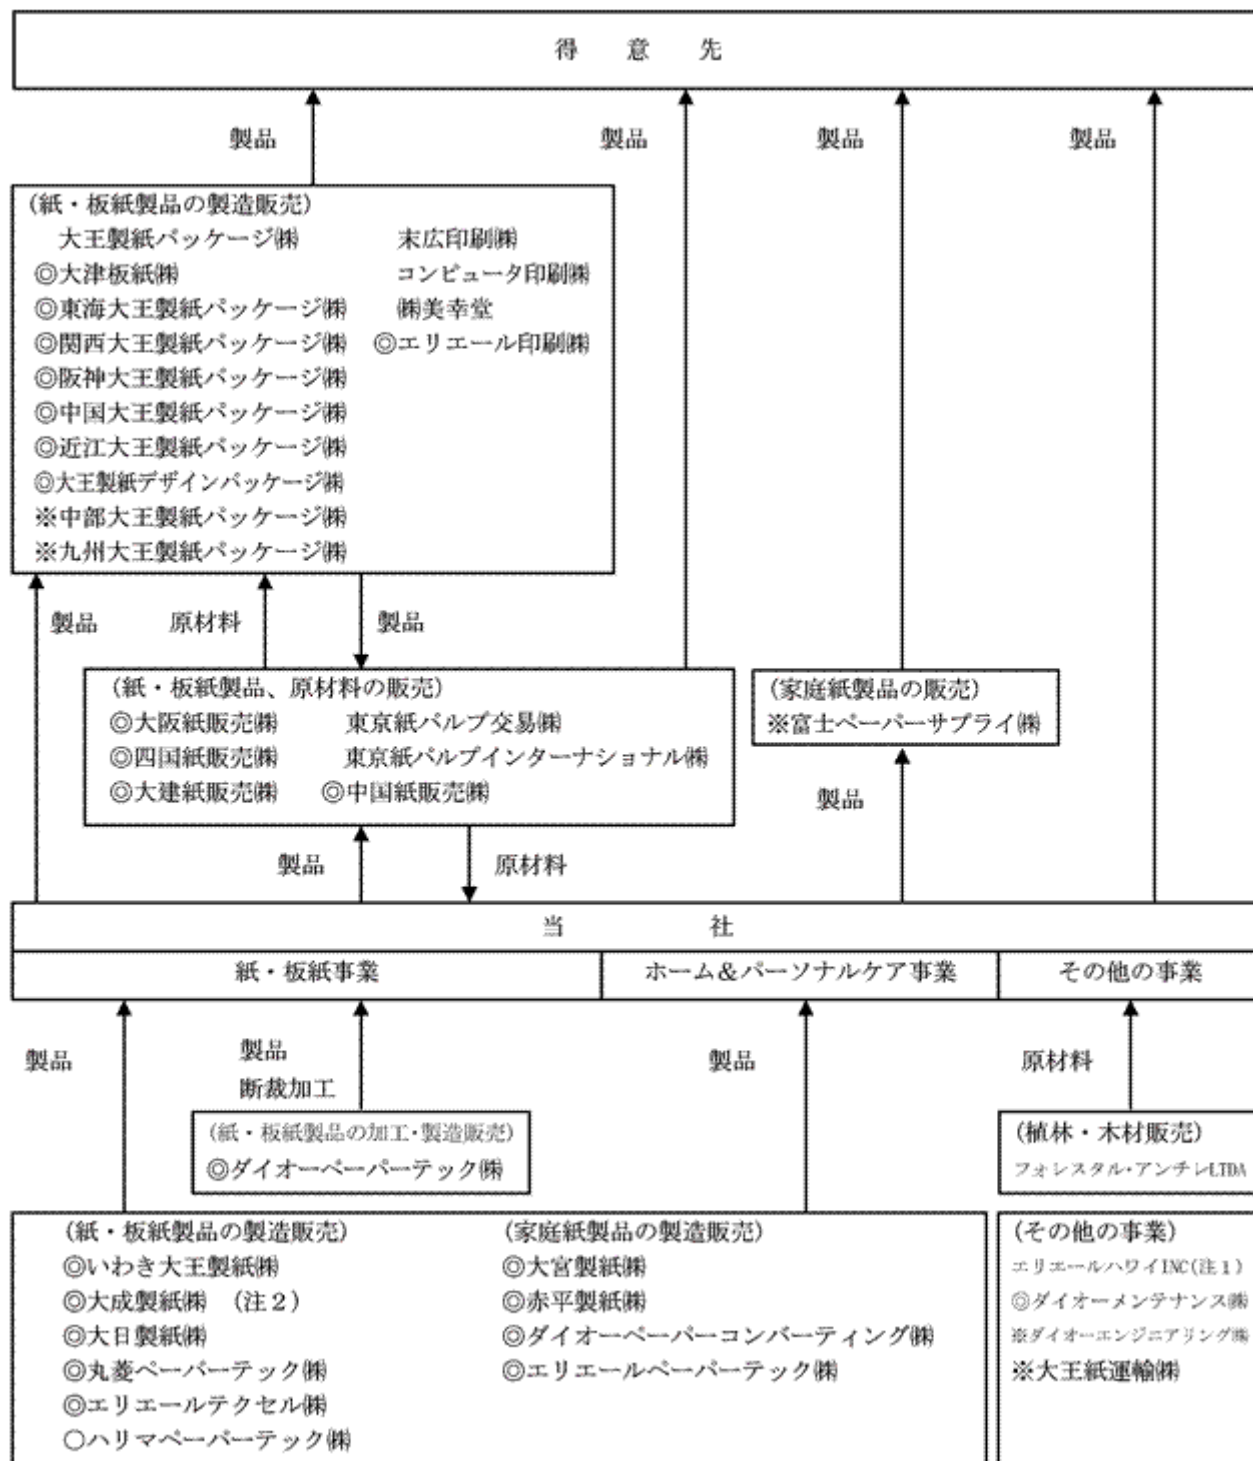 得　意　先
製品
製品
製品
製品
(紙・板紙製品の製造販売)
大王製紙パッケージ㈱
◎大津板紙㈱
◎東海大王製紙パッケージ㈱
◎関西大王製紙パッケージ㈱
◎阪神大王製紙パッケージ㈱
◎中国大王製紙パッケージ㈱
◎近江大王製紙パッケージ㈱
◎大王製紙デザインパッケージ㈱
※中部大王製紙パッケージ㈱
※九州大王製紙パッケージ㈱
末広印刷㈱
コンピュータ印刷㈱
㈱美幸堂
◎エリエール印刷㈱
製品
原材料
製品
(紙・板紙製品、原材料の販売)
◎大阪紙販売㈱
東京紙パルプ交易㈱
◎四国紙販売㈱
東京紙パルプインターナショナル㈱
◎大建紙販売㈱
◎中国紙販売㈱
(家庭紙製品の販売)
※富士ペーパーサプライ㈱
製品
製品
原材料
当　社
紙・板紙事業
ホーム＆パーソナルケア事業
その他の事業
製品
製品
断裁加工
製品
原材料
(紙・板紙製品の加工・製造販売)
◎ダイオーペーパーテック㈱
(植林・木材販売)
フォレスタル・アンチレLTDA
(紙・板紙製品の製造販売)
◎いわき大王製紙㈱
◎大成製紙㈱　(注２)
◎大日製紙㈱
◎丸菱ペーパーテック㈱
◎エリエールテクセル㈱
○ハリマペーパーテック㈱
(家庭紙製品の製造販売)
◎大宮製紙㈱
◎赤平製紙㈱
◎ダイオーペーパーコンバーティング㈱
◎エリエールペーパーテック㈱
(その他の事業)
エリエールハワイINC(注１)
◎ダイオーメンテナンス㈱
※ダイオーエンジニアリング㈱
※大王紙運輸㈱